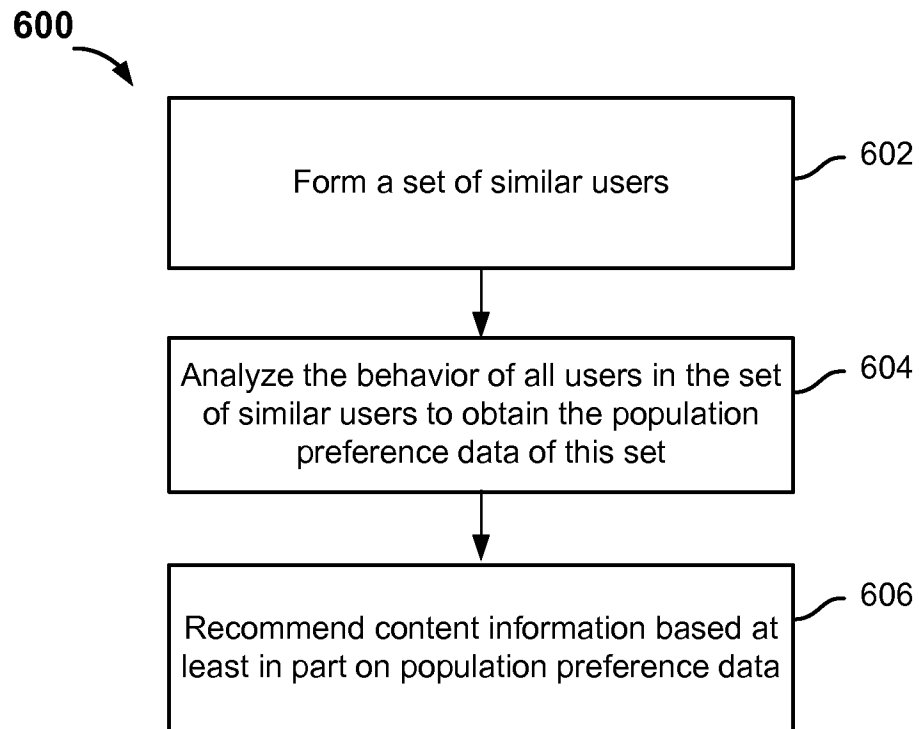 600
Form a set of similar users
602
Analyze the behavior of all users in the set
of similar users to obtain the population
preference data of this set
604
Recommend content information based at
least in part on population preference data
606